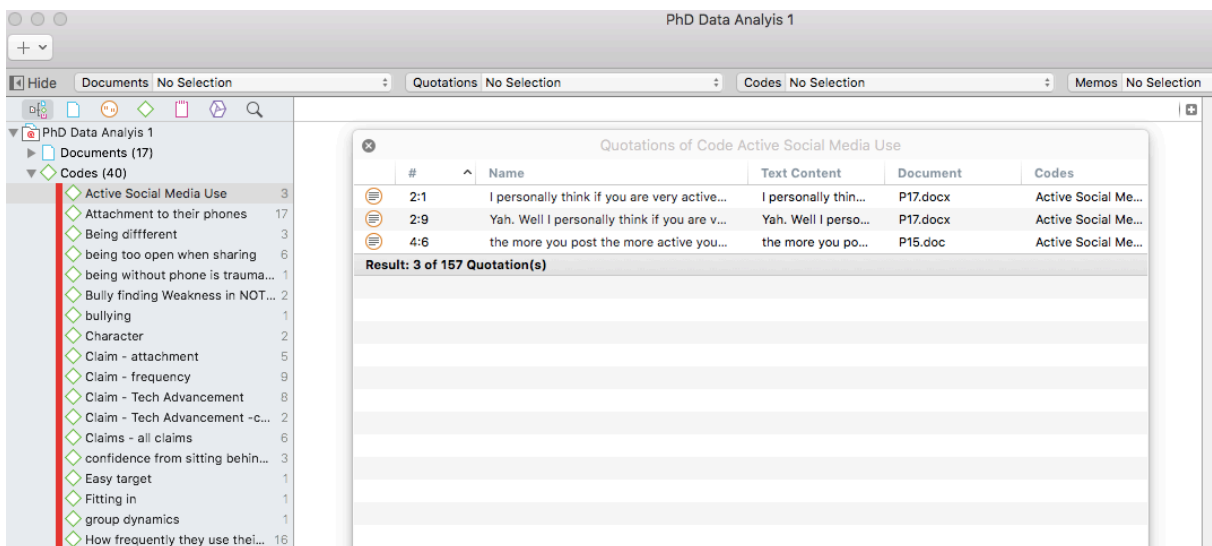 PhD Data Analyis 1
Hide Documents No Selection Quotations No Selection Codes No Selection Memos No Selection
PhD Data Analyis 1
Documents (17)
Codes (40)
Active Social Media Use 3
Attachment to their phones 17
Being diffferent 3
being too open when sharing 6
being without phone is trauma... 1
Bully finding Weakness in NOT... 2
bullying 1
Character 2
Claim - attachment 5
Claim - frequency 9
Claim - Tech Advancement 8
Claim - Tech Advancement -c... 2
Claims - all claims 6
confidence from sitting behin... 3
Easy target 1
Fitting in 1
group dynamics 1
How frequently they use thei... 16
Quotations of Code Active Social Media Use
# Name Text Content Document Codes
2:1 I personally think if you are very active... I personally thin... P17.docx Active Social Me...
2:9 Yah. Well I personally think if you are v... Yah. Well I perso... P17.docx Active Social Me...
4:6 the more you post the more active you... the more you po... P15.doc Active Social Me...
Result: 3 of 157 Quotation(s)